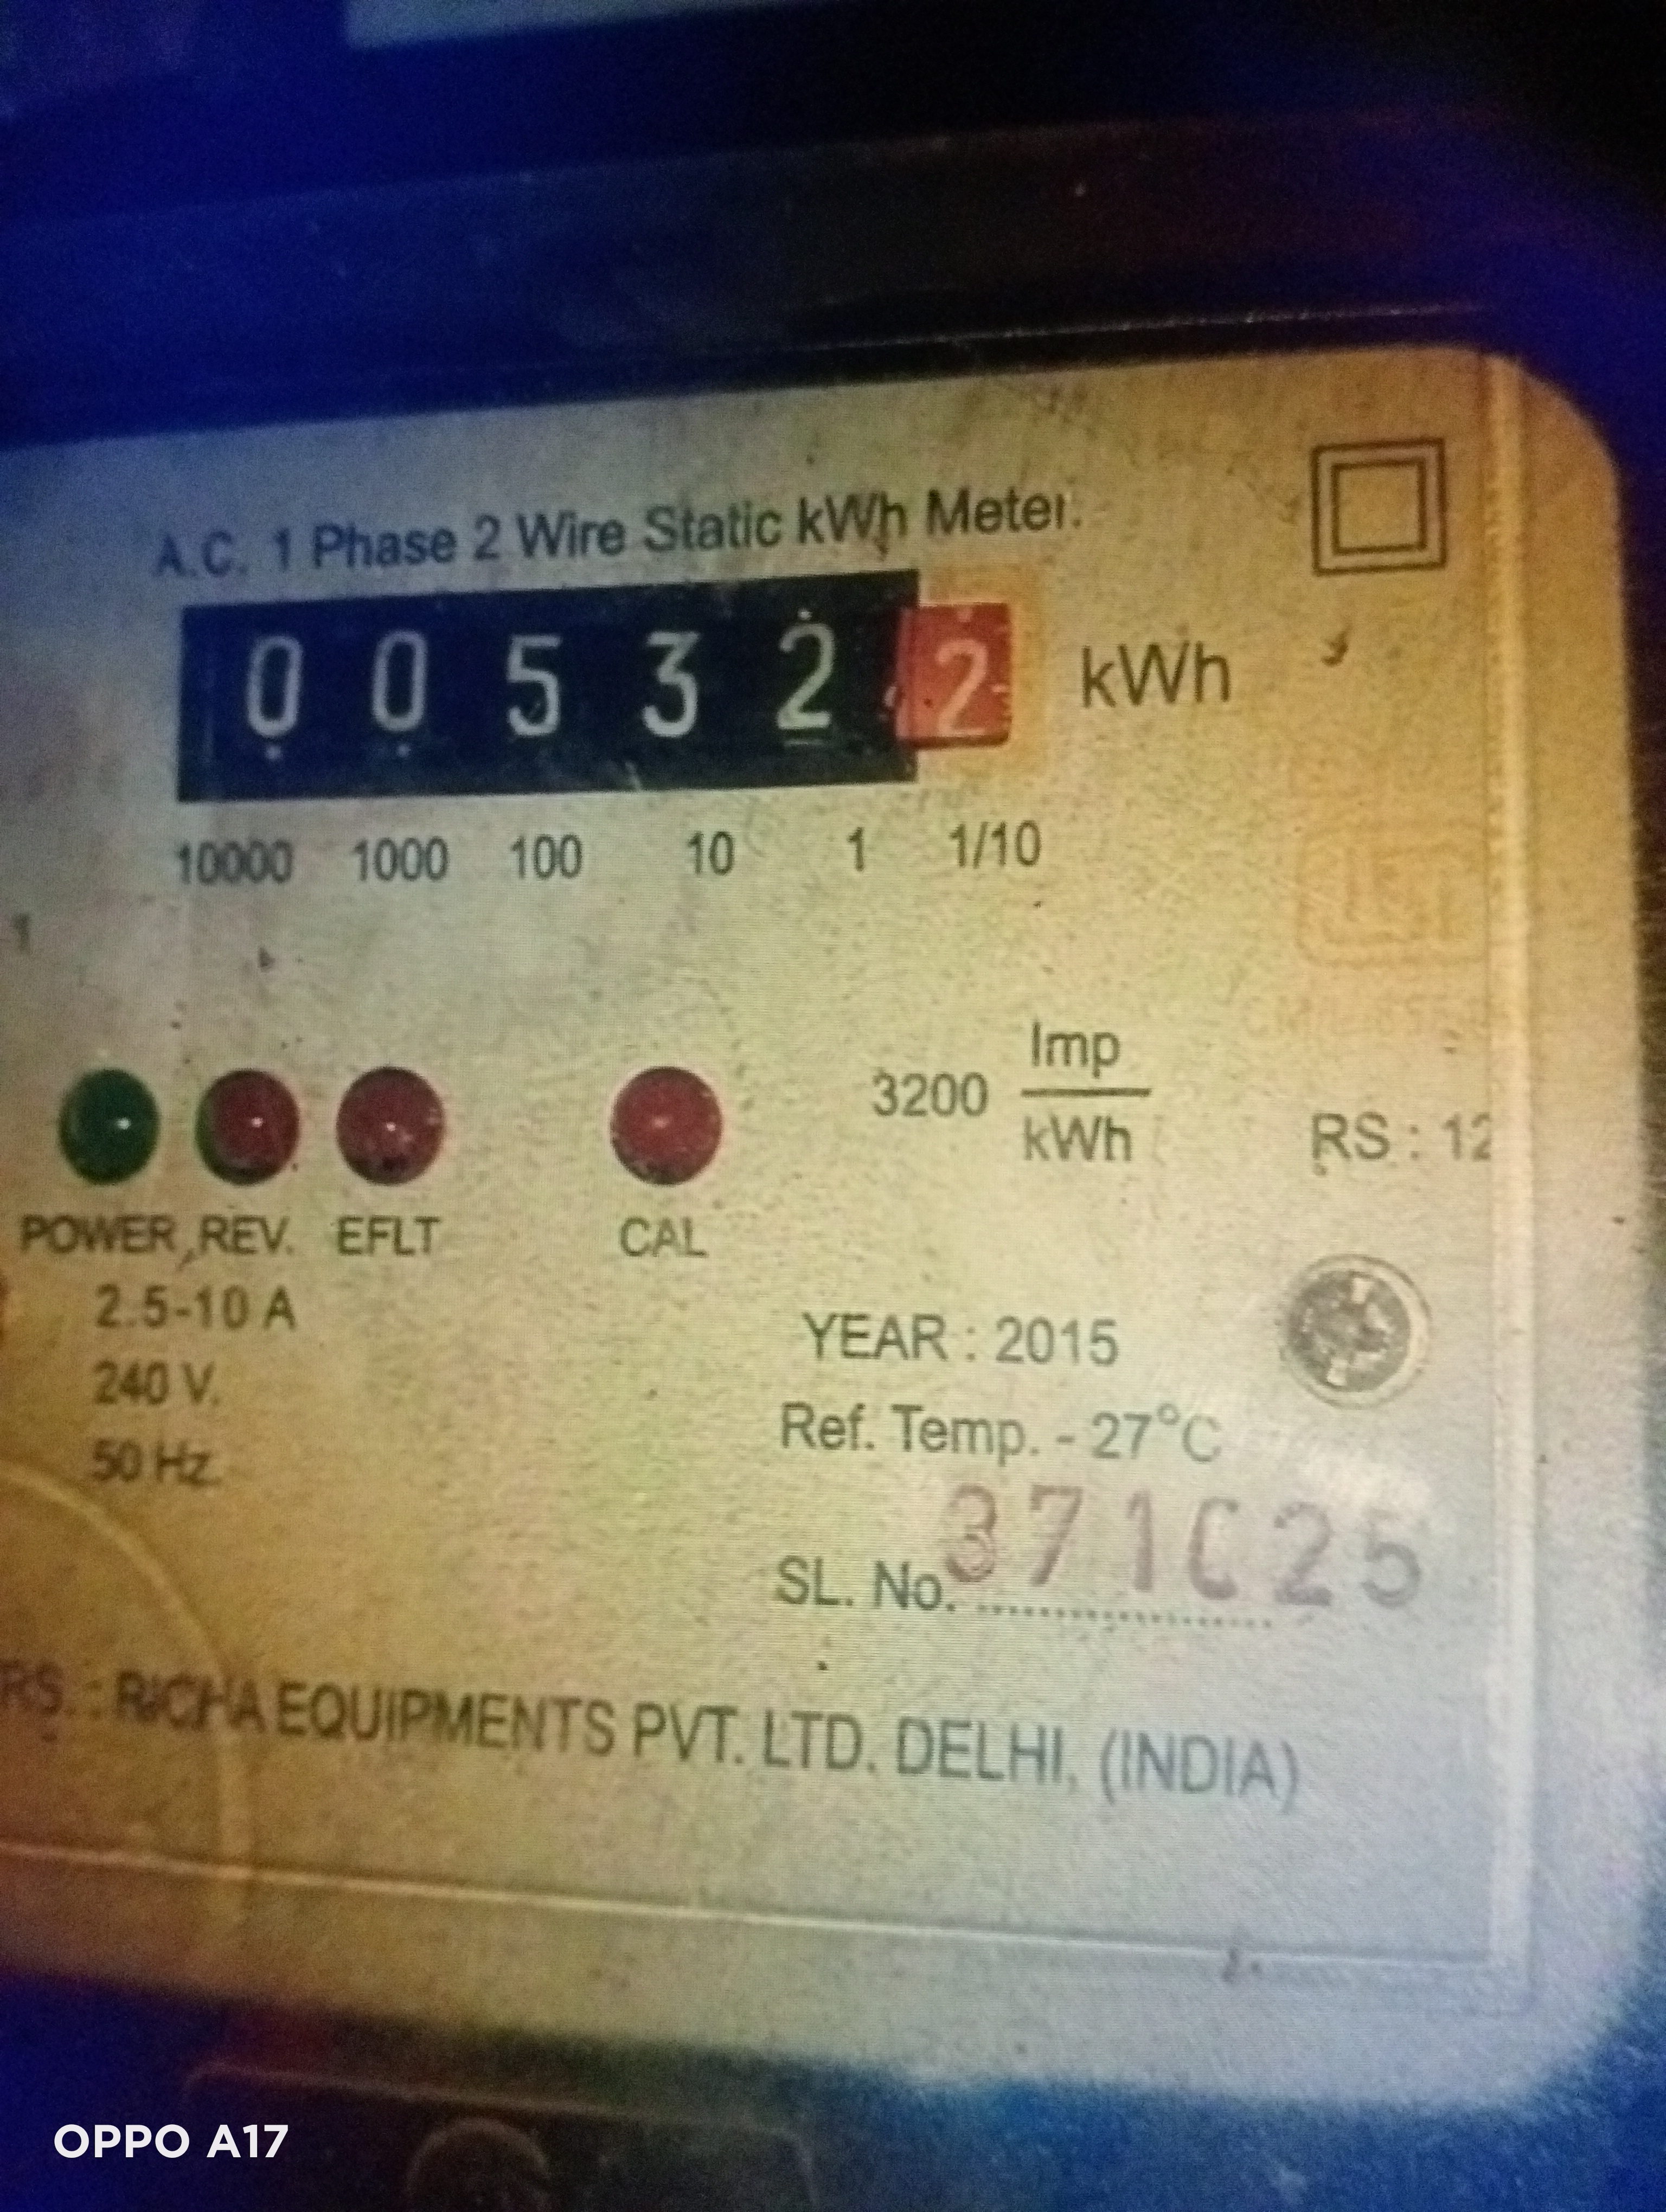 A.C. 1 Phase 2 Wire Static kWh Meter.
0 0 5 3 2 2 kWh
10000 1000 100 10 1 1/10
1
Imp
3200
kWh
RS : 12
POWER REV. EFLT CAL
2.5-10 A
240 V.
50 Hz.
YEAR : 2015
Ref. Temp. - 27°C
SL. No. 371025
RS. : RICHA EQUIPMENTS PVT. LTD. DELHI, (INDIA)
OPPO A17